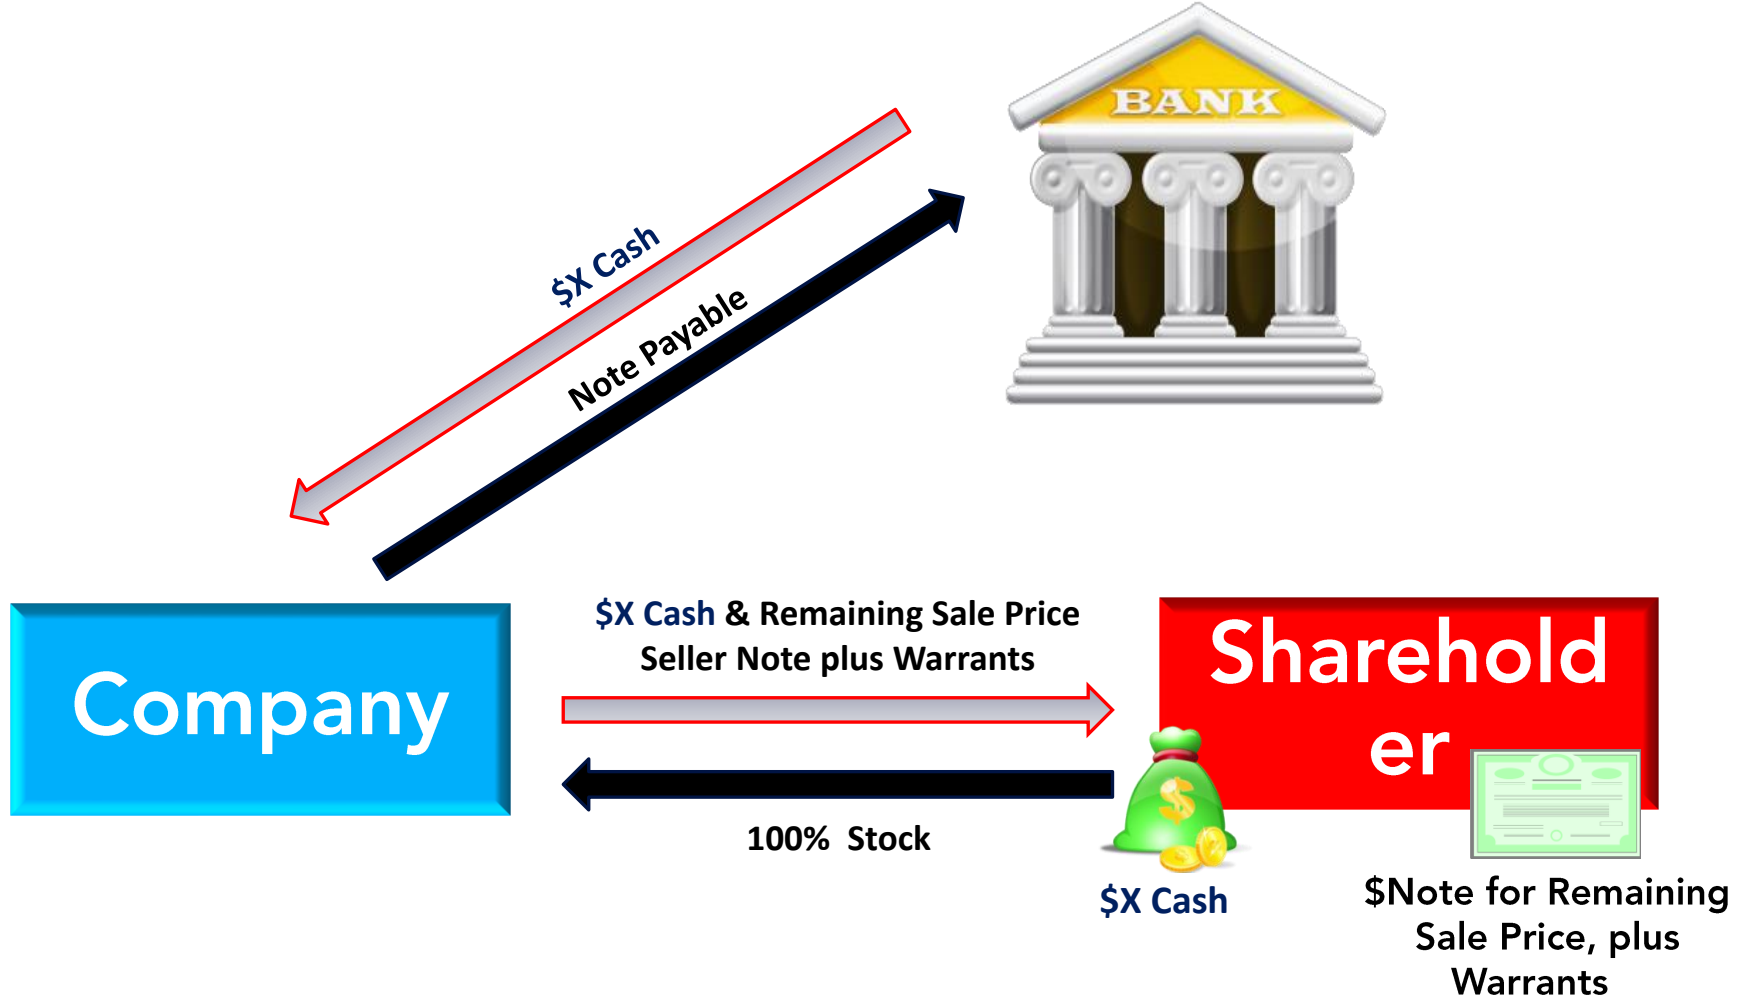 BANK
$X Cash
Note Payable
$X Cash & Remaining Sale Price
Seller Note plus Warrants
Company
Sharehold
er
100%  Stock
$X Cash
$Note for Remaining
Sale Price, plus
Warrants